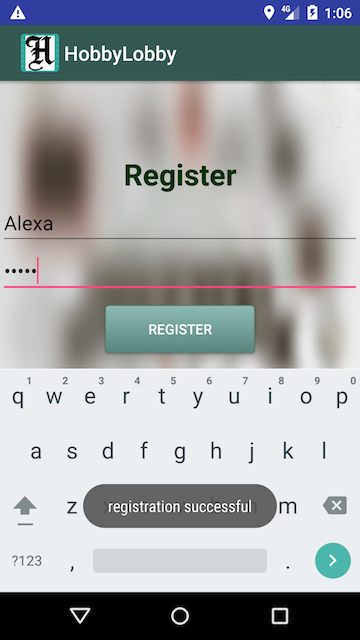 4G 1:06
H HobbyLobby
Register
Alexa
•••••
REGISTER
1 2 3 4 5 6 7 8 9 0
q w e r t y u i o p
a s d f g h j k l
z m
registration successful
?123 , .